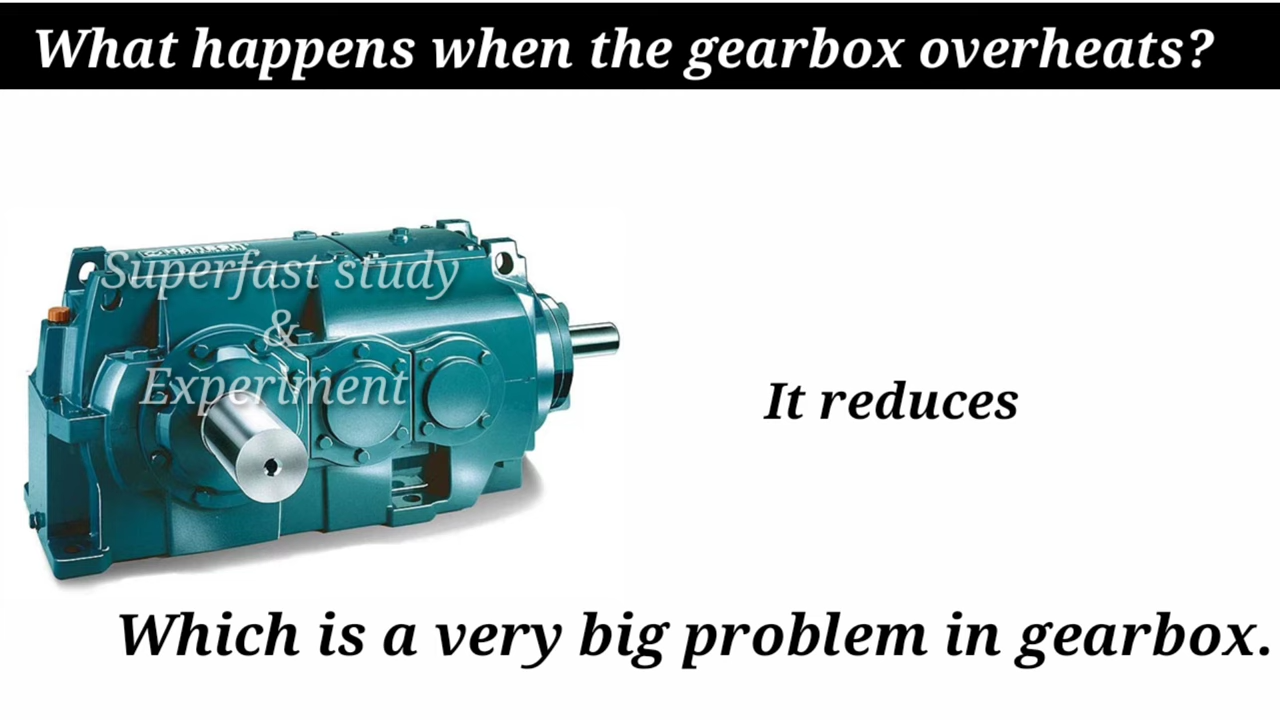 What happens when the gearbox overheats?
Superfast study
&
Experiment
It reduces
Which is a very big problem in gearbox.